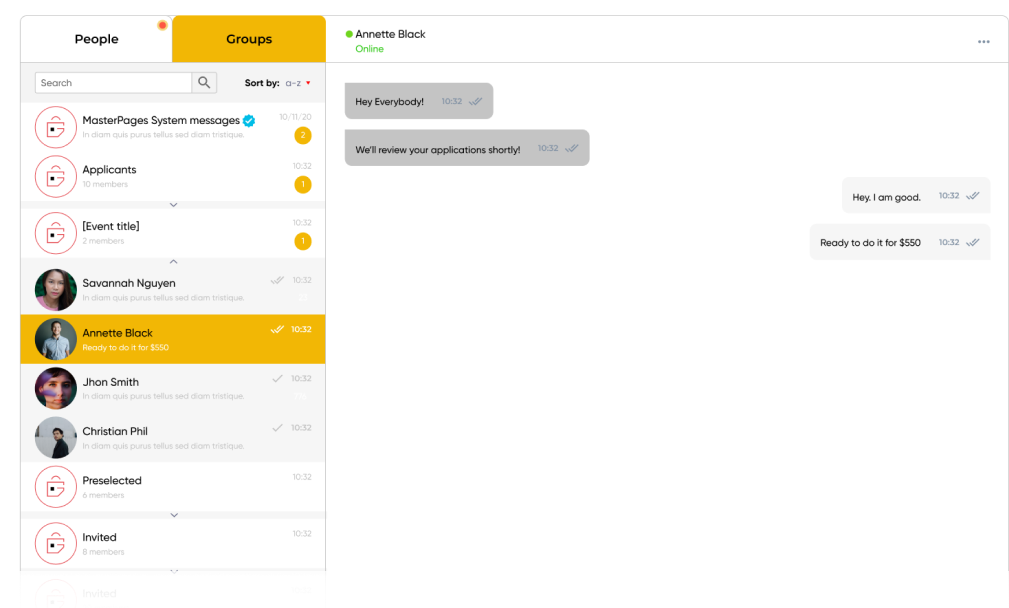 People
Groups
Search
Sort by: a-z
MasterPages System messages
10/11/20
In diam quis purus tellus sed diam tristique.
2
Applicants
10:32
10 members
1
[Event title]
10:32
2 members
1
Savannah Nguyen
10:32
In diam quis purus tellus sed diam tristique.
Annette Black
10:32
Ready to do it for $550
Jhon Smith
10:32
In diam quis purus tellus sed diam tristique.
Christian Phil
10:32
In diam quis purus tellus sed diam tristique.
Preselected
10:32
6 members
Invited
10:32
8 members
Invited
Annette Black
Online
Hey Everybody! 10:32
We'll review your applications shortly! 10:32
Hey. I am good. 10:32
Ready to do it for $550 10:32